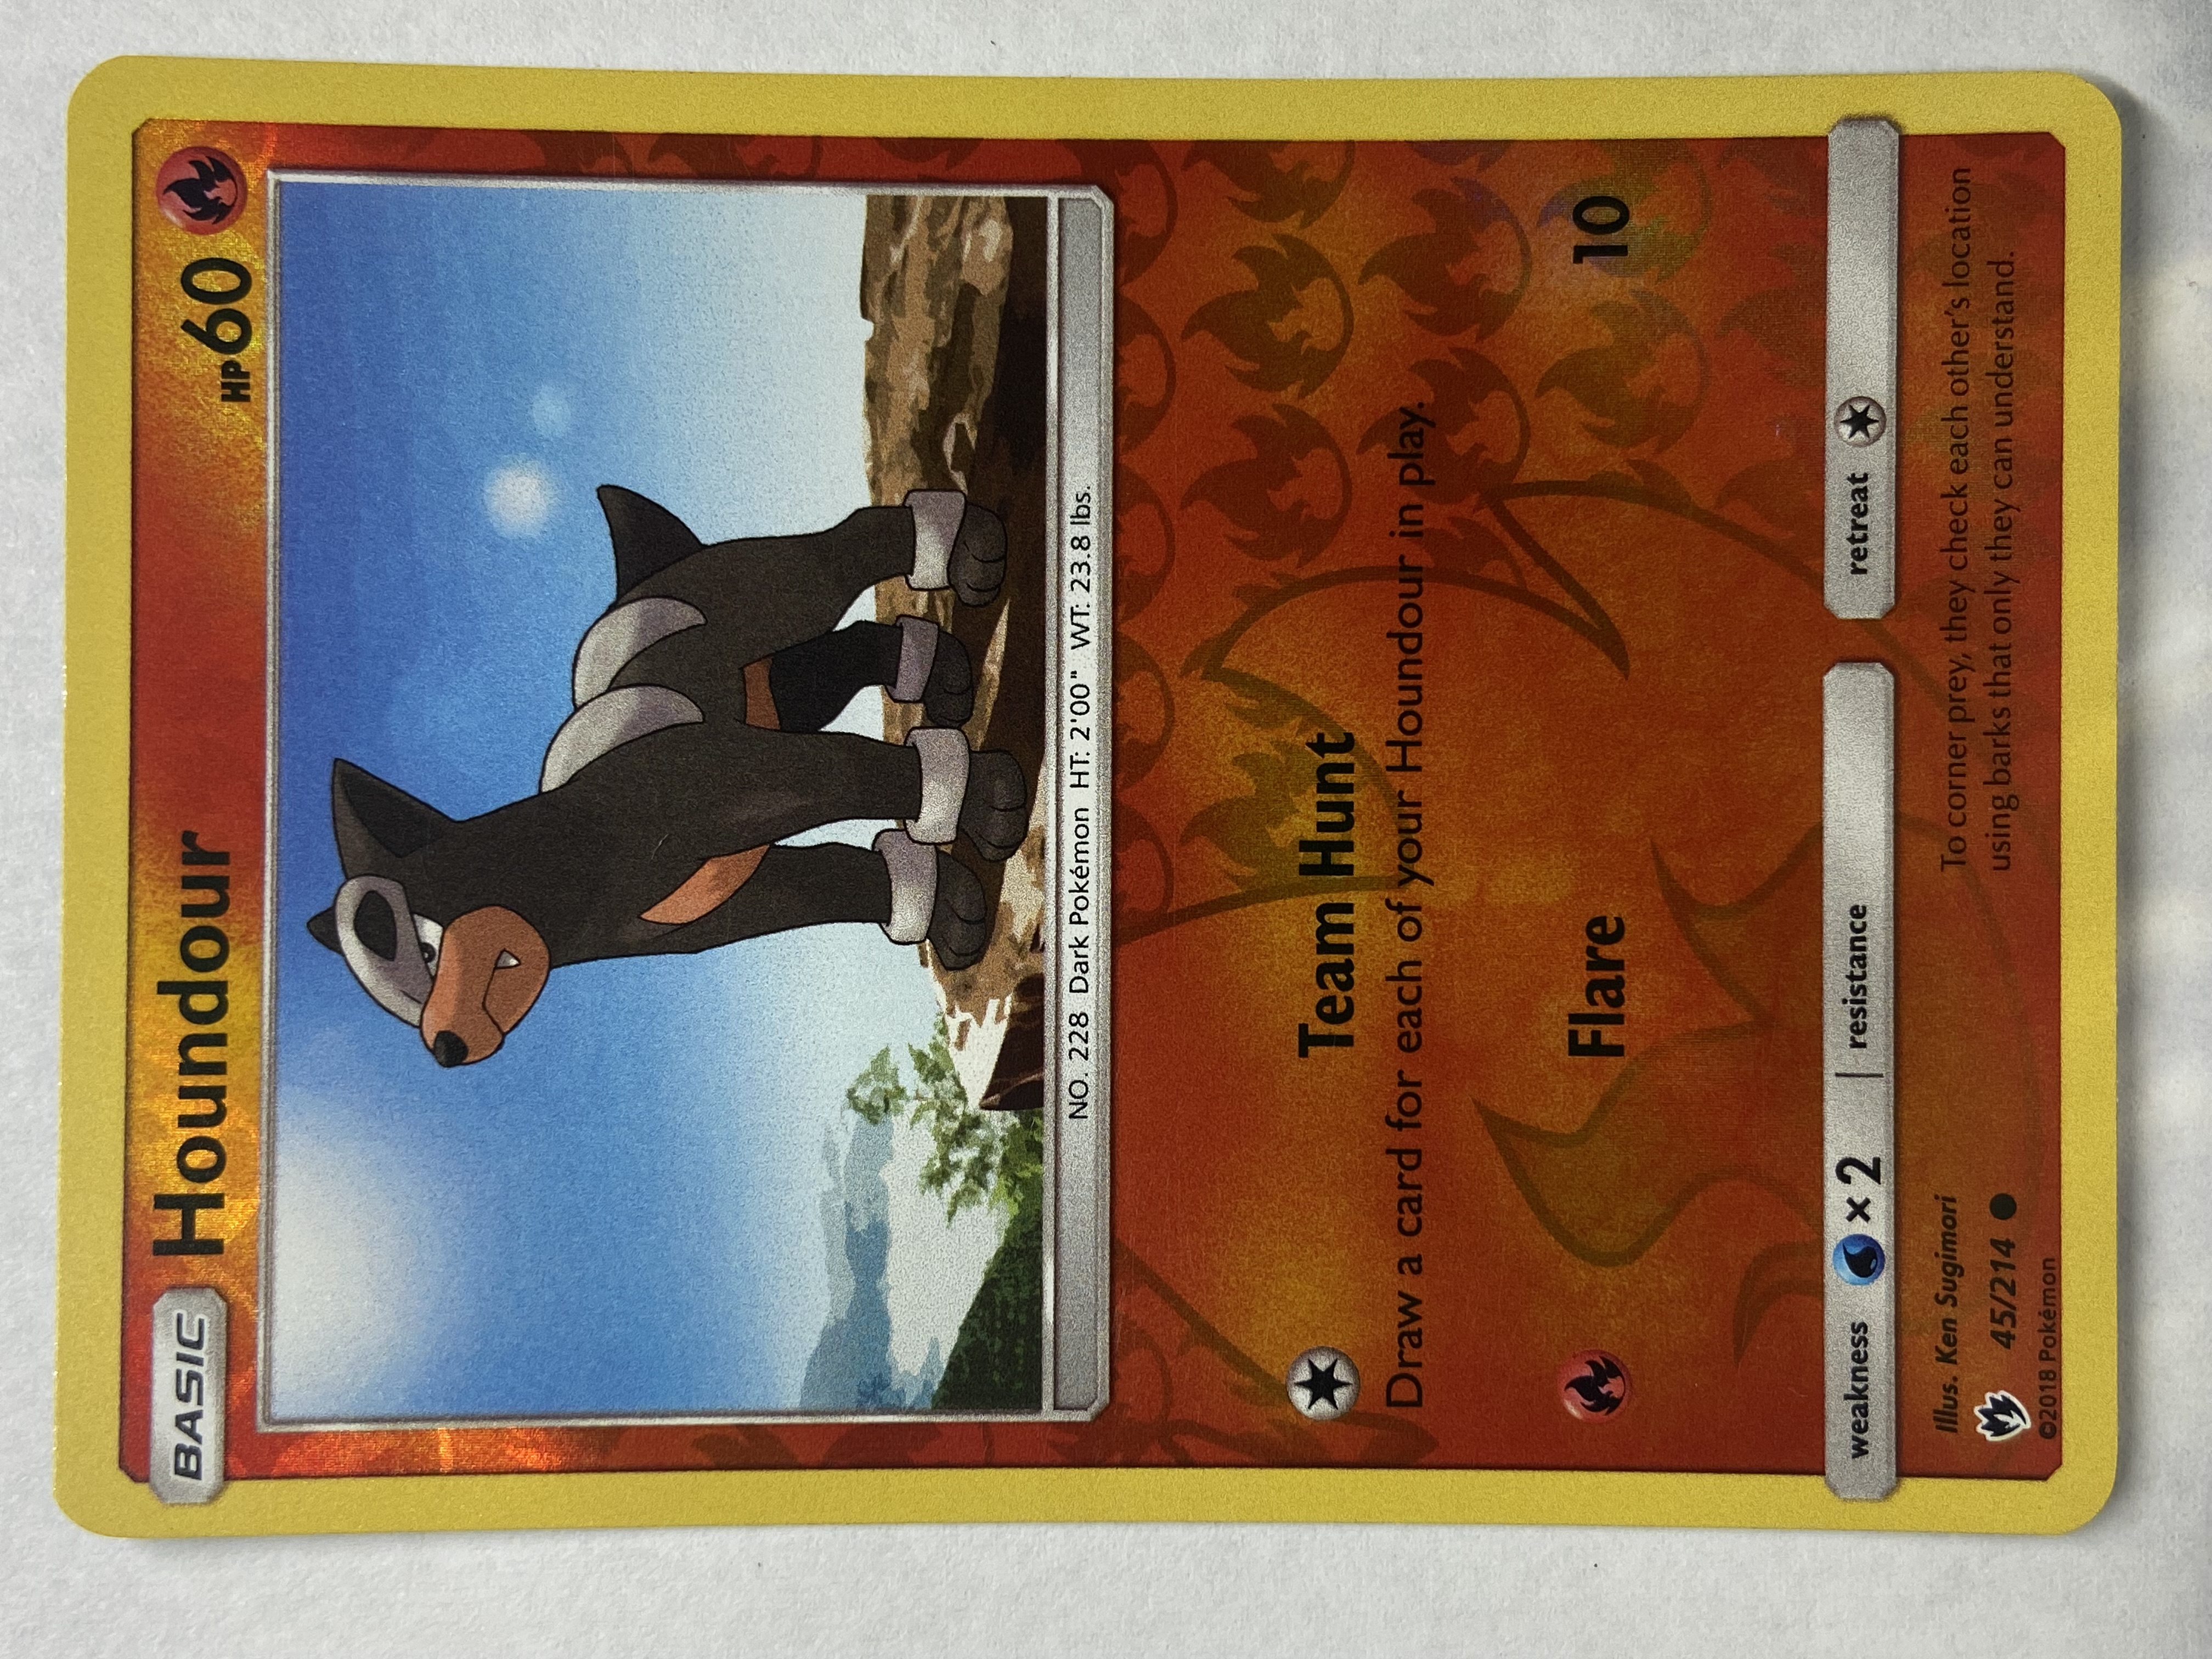 BASIC Houndour HP 60
NO. 228 Dark Pokémon HT: 2'00" WT: 23.8 lbs.
Team Hunt
Draw a card for each of your Houndour in play.
Flare 10
weakness × 2 resistance retreat
Illus. Ken Sugimori
45/214
©2018 Pokémon
To corner prey, they check each other's location
using barks that only they can understand.